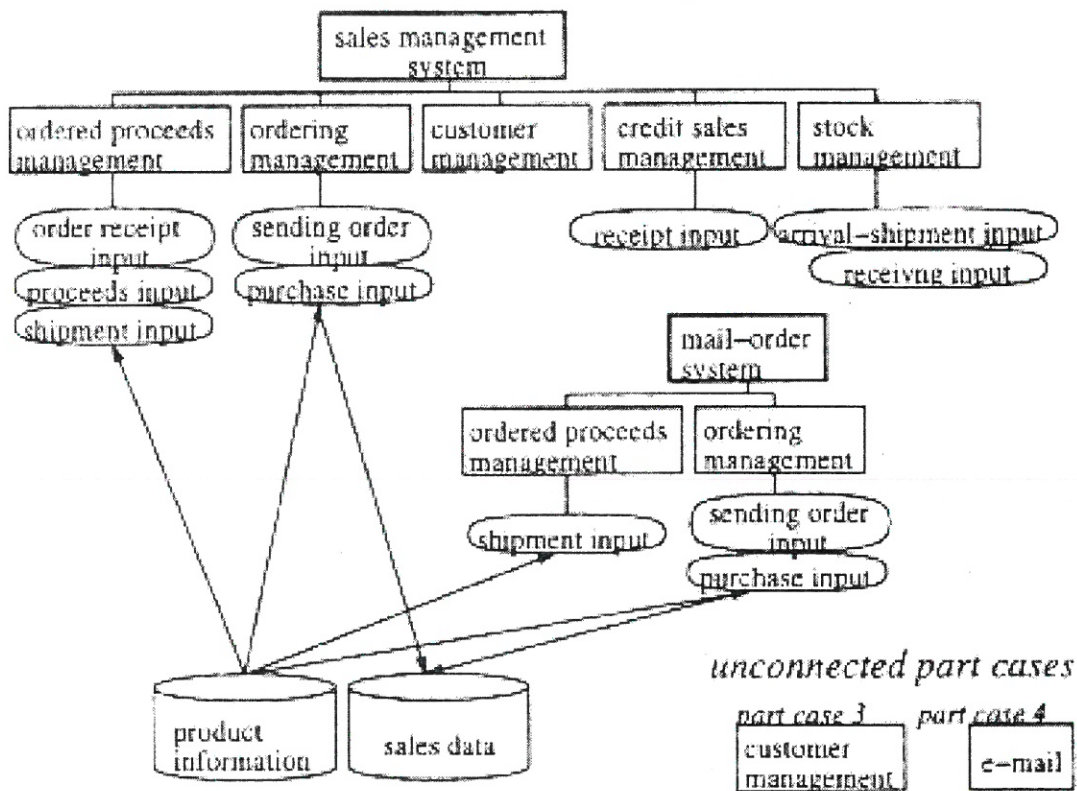 sales management
system
ordered proceeds
management
ordering
management
customer
management
credit sales
management
stock
management
order receipt
input
proceeds input
shipment input
sending order
input
purchase input
receipt input
arrival-shipment input
receivng input
mail-order
system
ordered proceeds
management
ordering
management
shipment input
sending order
input
purchase input
product
information
sales data
unconnected part cases
part case 3 part case 4
customer
management
e-mail